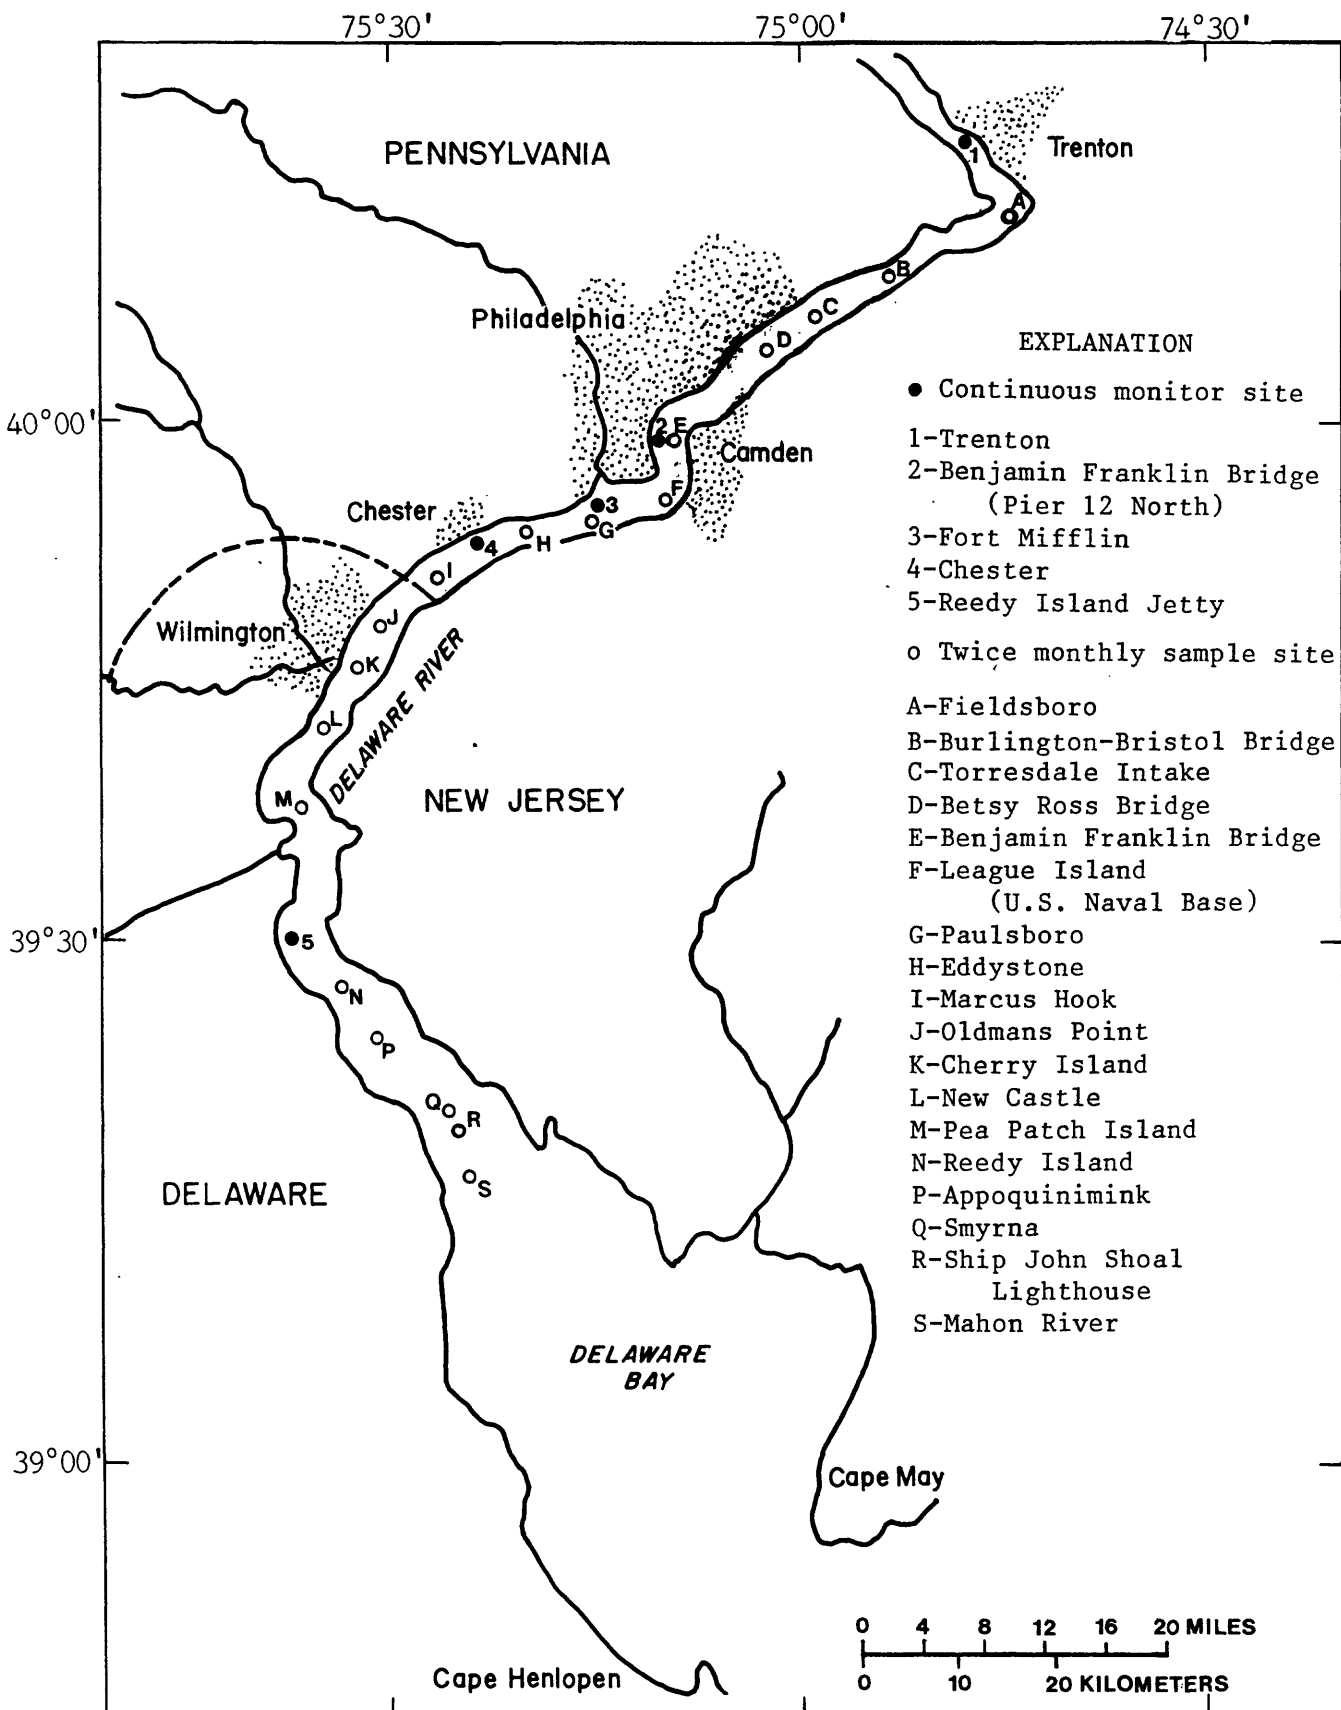 75°30'
75°00'
74°30'
PENNSYLVANIA
1
Trenton
A
B
Philadelphia
C
D
EXPLANATION
● Continuous monitor site
40°00'
2
E
Camden
1-Trenton
2-Benjamin Franklin Bridge
(Pier 12 North)
3-Fort Mifflin
4-Chester
5-Reedy Island Jetty
o Twice monthly sample site
A-Fieldsboro
B-Burlington-Bristol Bridge
C-Torresdale Intake
D-Betsy Ross Bridge
E-Benjamin Franklin Bridge
F-League Island
(U.S. Naval Base)
G-Paulsboro
H-Eddystone
I-Marcus Hook
J-Oldmans Point
K-Cherry Island
L-New Castle
M-Pea Patch Island
N-Reedy Island
P-Appoquinimink
Q-Smyrna
R-Ship John Shoal
Lighthouse
S-Mahon River
F
Chester
3
G
4
H
I
Wilmington
J
K
DELAWARE RIVER
L
M
NEW JERSEY
39°30'
5
N
P
Q
R
S
DELAWARE
DELAWARE
BAY
39°00'
Cape May
Cape Henlopen
0 4 8 12 16 20 MILES
0 10 20 KILOMETERS